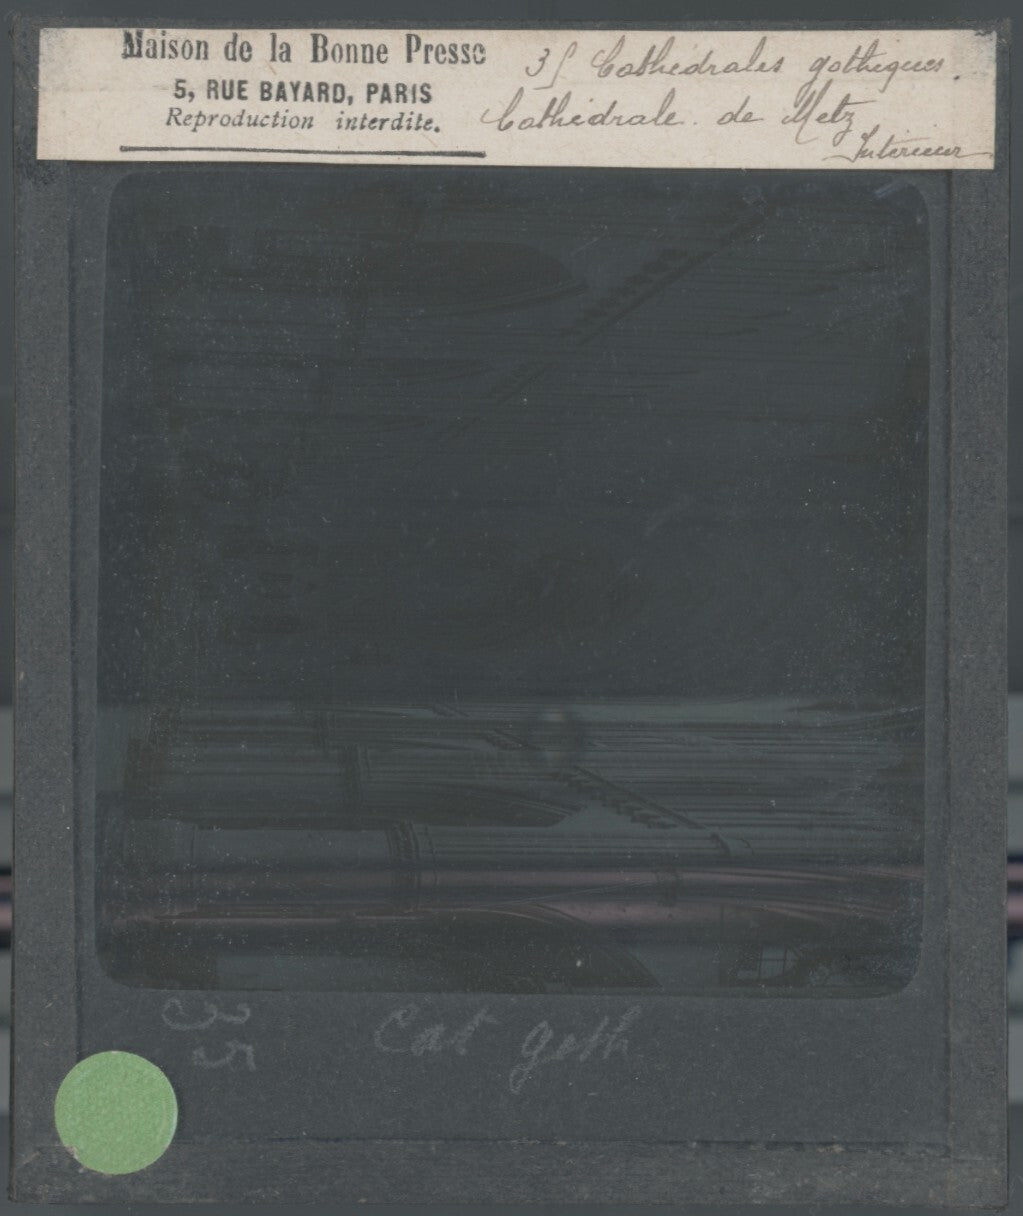 Maison de la Bonne Presse
5, RUE BAYARD, PARIS
Reproduction interdite.
35 Cathédrales gothiques.
Cathédrale de Metz
Intérieur
35
Cat goth